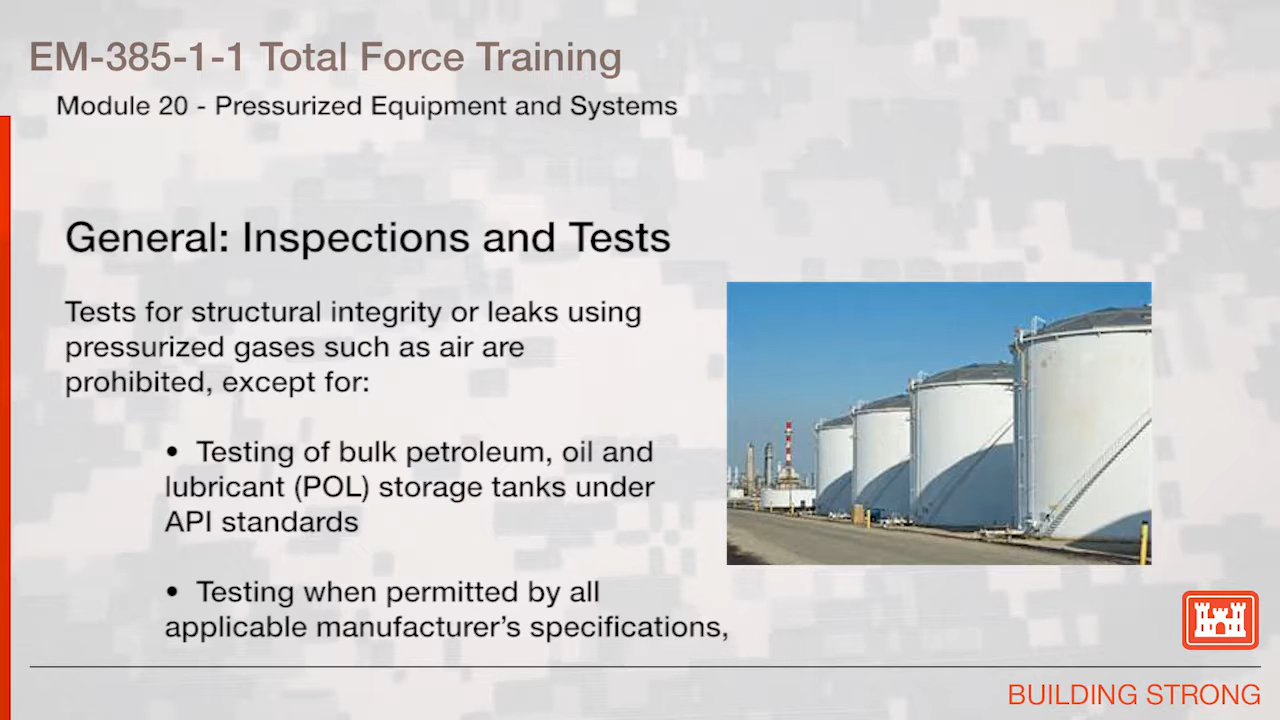 EM-385-1-1 Total Force Training
Module 20 - Pressurized Equipment and Systems
General: Inspections and Tests
Tests for structural integrity or leaks using
pressurized gases such as air are
prohibited, except for:
• Testing of bulk petroleum, oil and
lubricant (POL) storage tanks under
API standards
• Testing when permitted by all
applicable manufacturer’s specifications,
BUILDING STRONG